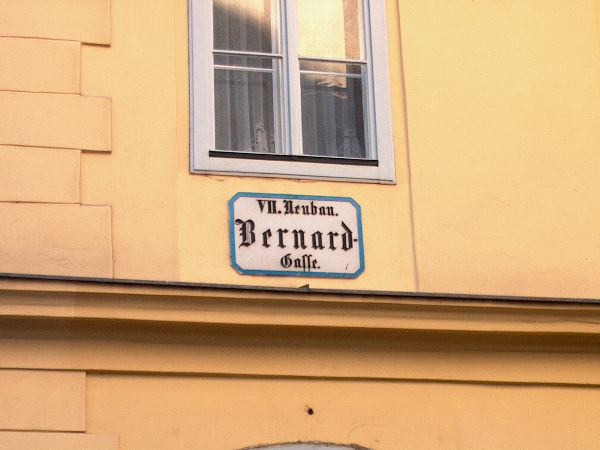 VII. Neubau.
Bernard-
Gasse.